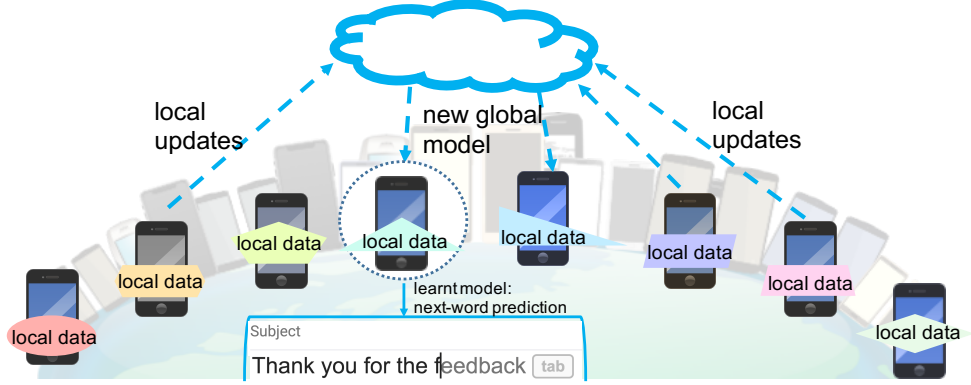 local
updates
new global
model
local
updates
local data
local data
local data
local data
local data
local data
local data
local data
learnt model:
next-word prediction
Subject
Thank you for the feedback tab